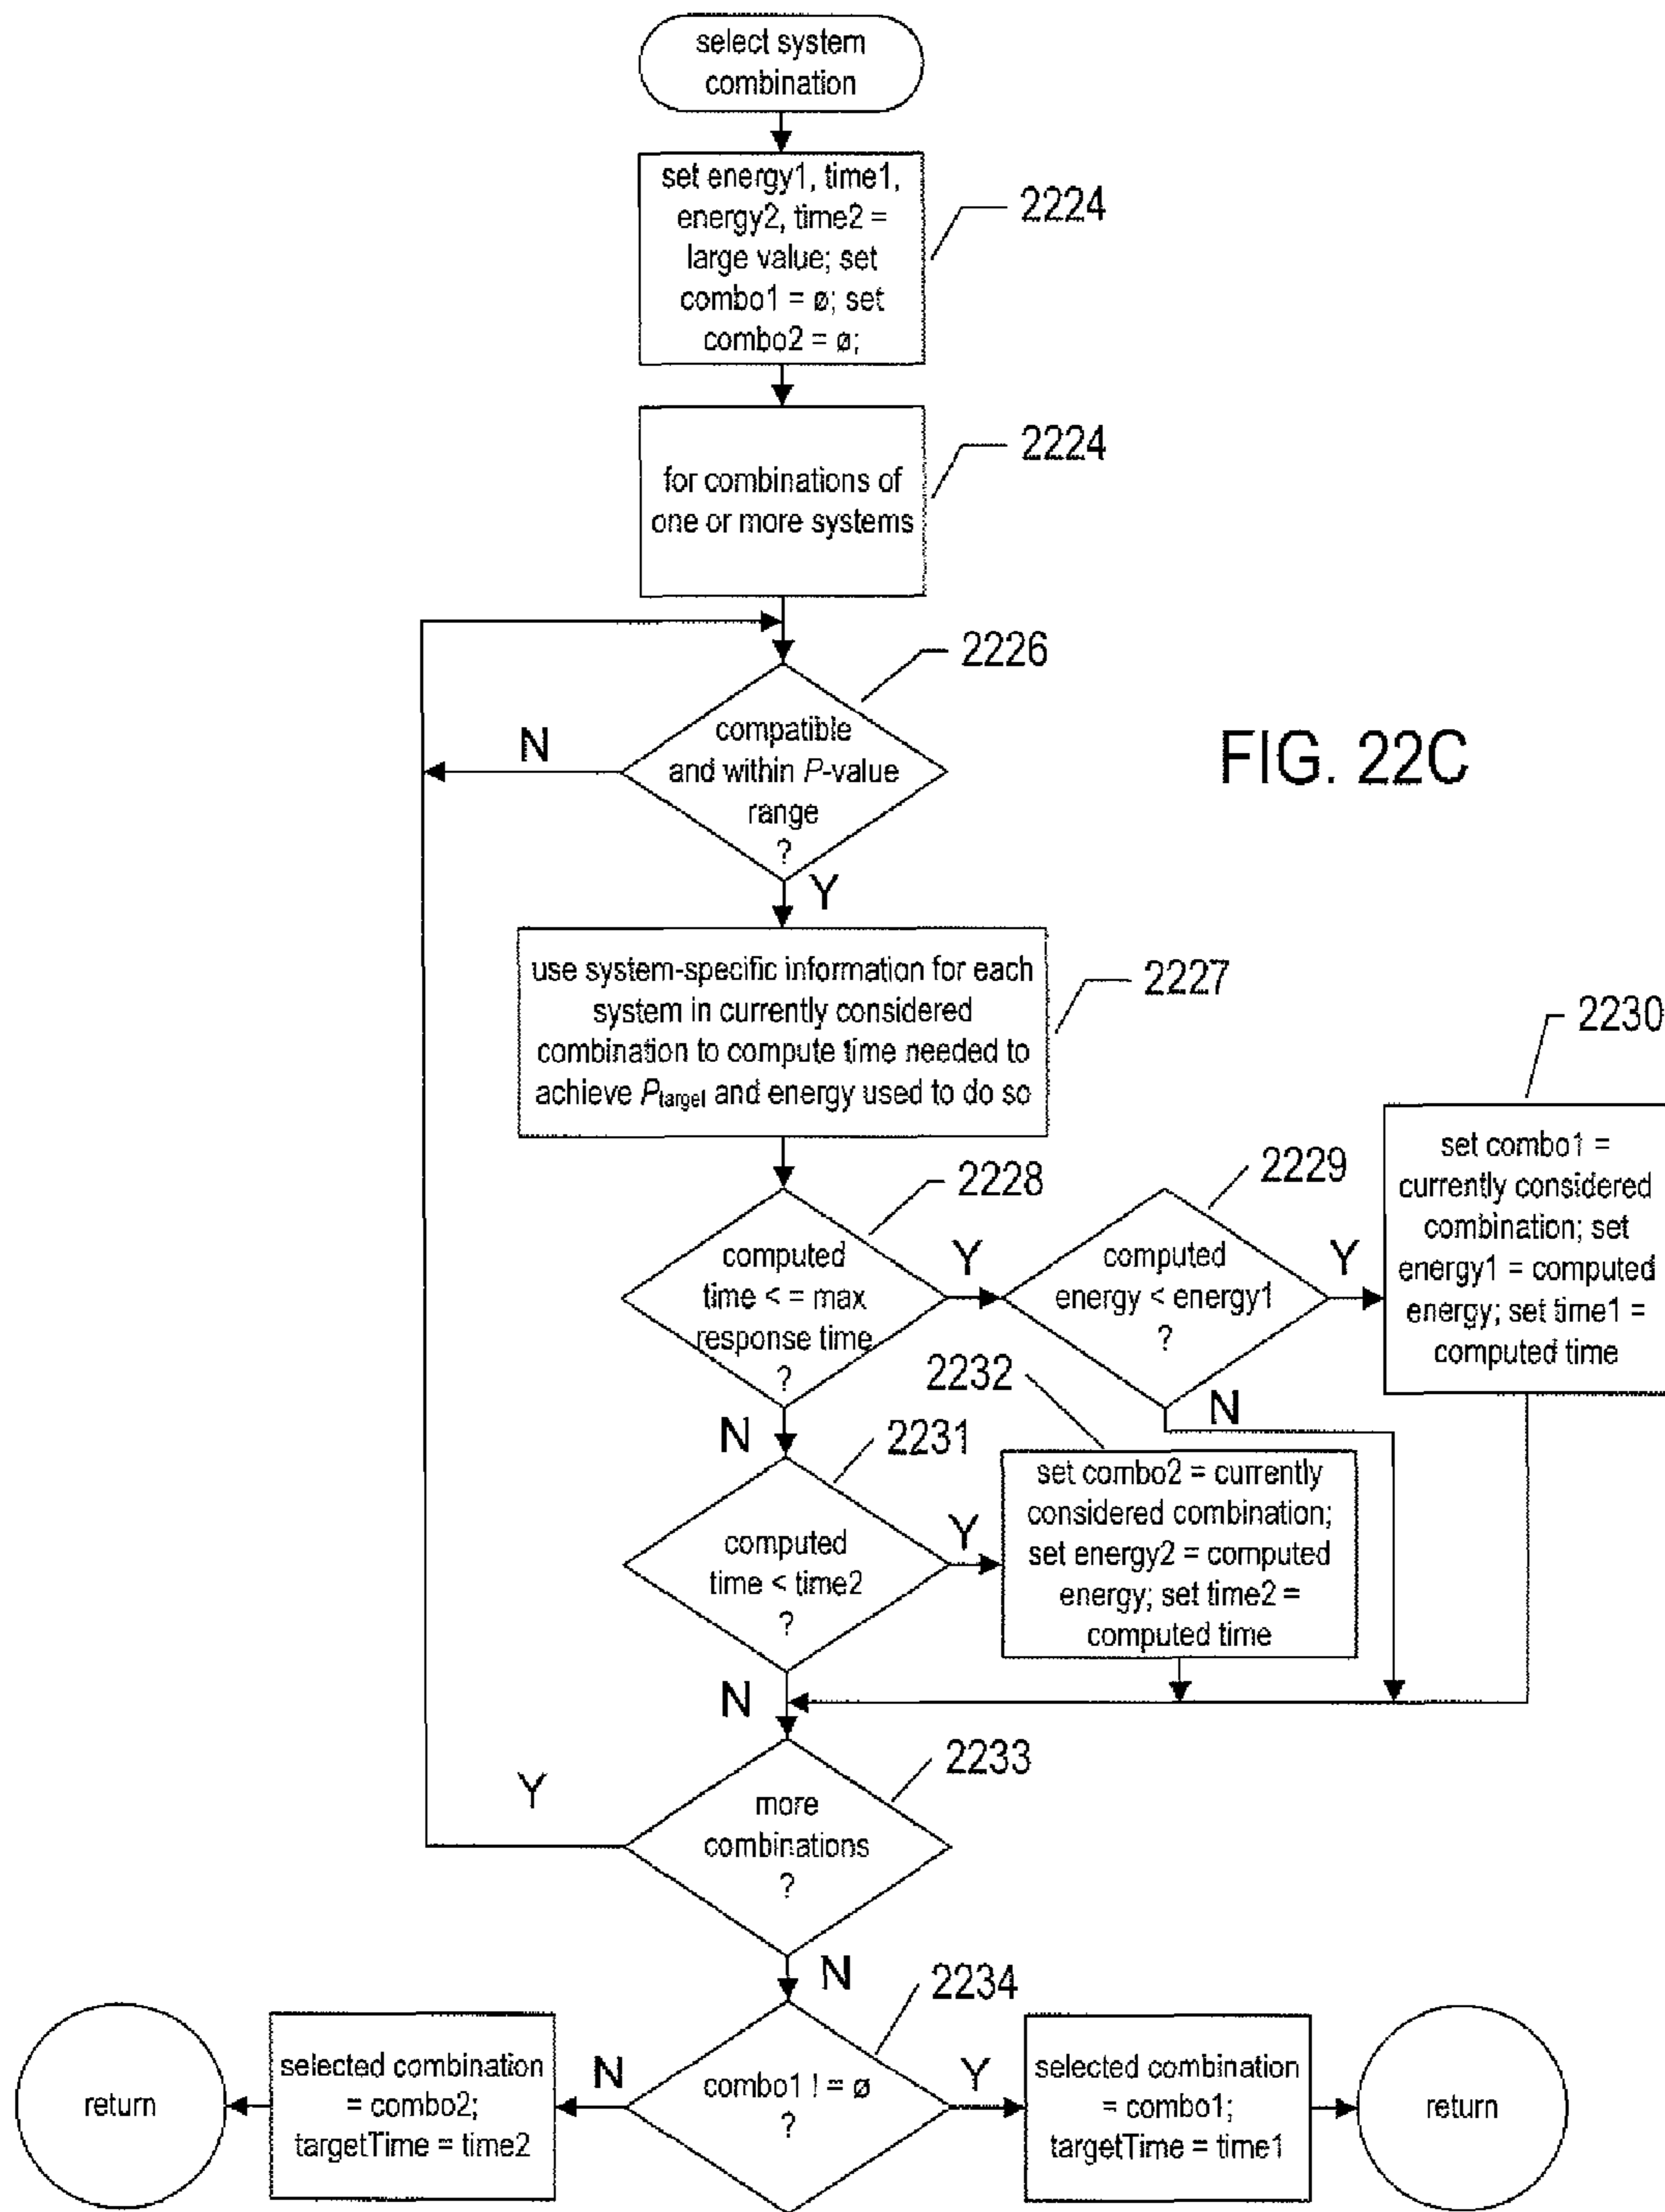 select system
combination
set energy1, time1,
energy2, time2 =
large value; set
combo1 = ø; set
combo2 = ø;
2224
for combinations of
one or more systems
2224
compatible
and within P-value
range
?
2226
N
Y
FIG. 22C
use system-specific information for each
system in currently considered
combination to compute time needed to
achieve Ptarget and energy used to do so
2227
computed
time < = max
response time
?
2228
Y
N
computed
energy < energy1
?
2229
Y
N
set combo1 =
currently considered
combination; set
energy1 = computed
energy; set time1 =
computed time
2230
computed
time < time2
?
2231
Y
N
set combo2 = currently
considered combination;
set energy2 = computed
energy; set time2 =
computed time
2232
more
combinations
?
2233
Y
N
combo1 ! = ø
?
2234
N
Y
selected combination
= combo2;
targetTime = time2
return
selected combination
= combo1;
targetTime = time1
return